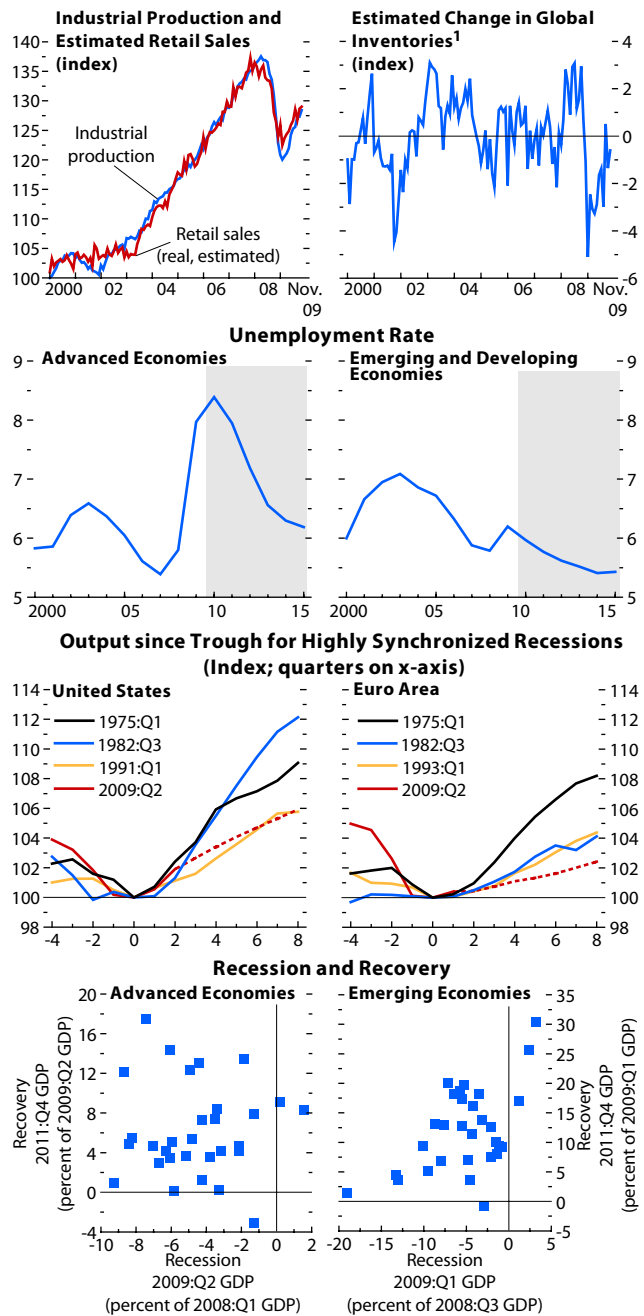 Industrial Production and
Estimated Retail Sales
(index)
140
135
130
125
120
115
110
105
100
Industrial
production
Retail sales
(real, estimated)
2000 02 04 06 08 Nov.
09
Estimated Change in Global
Inventories1
(index)
4
2
0
-2
-4
-6
2000 02 04 06 08 Nov.
09
Unemployment Rate
Advanced Economies
9
8
7
6
5
2000 05 10 15
Emerging and Developing
Economies
9
8
7
6
5
2000 05 10 15
Output since Trough for Highly Synchronized Recessions
(Index; quarters on x-axis)
United States
114
112
110
108
106
104
102
100
98
1975:Q1
1982:Q3
1991:Q1
2009:Q2
-4 -2 0 2 4 6 8
Euro Area
114
112
110
108
106
104
102
100
98
1975:Q1
1982:Q3
1993:Q1
2009:Q2
-4 -2 0 2 4 6 8
Recession and Recovery
Advanced Economies
20
16
12
8
4
0
-4
Recovery
2011:Q4 GDP
(percent of 2009:Q2 GDP)
-10 -8 -6 -4 -2 0 2
Recession
2009:Q2 GDP
(percent of 2008:Q1 GDP)
Emerging Economies
35
30
25
20
15
10
5
0
-5
Recovery
2011:Q4 GDP
(percent of 2009:Q1 GDP)
-20 -15 -10 -5 0 5
Recession
2009:Q1 GDP
(percent of 2008:Q3 GDP)